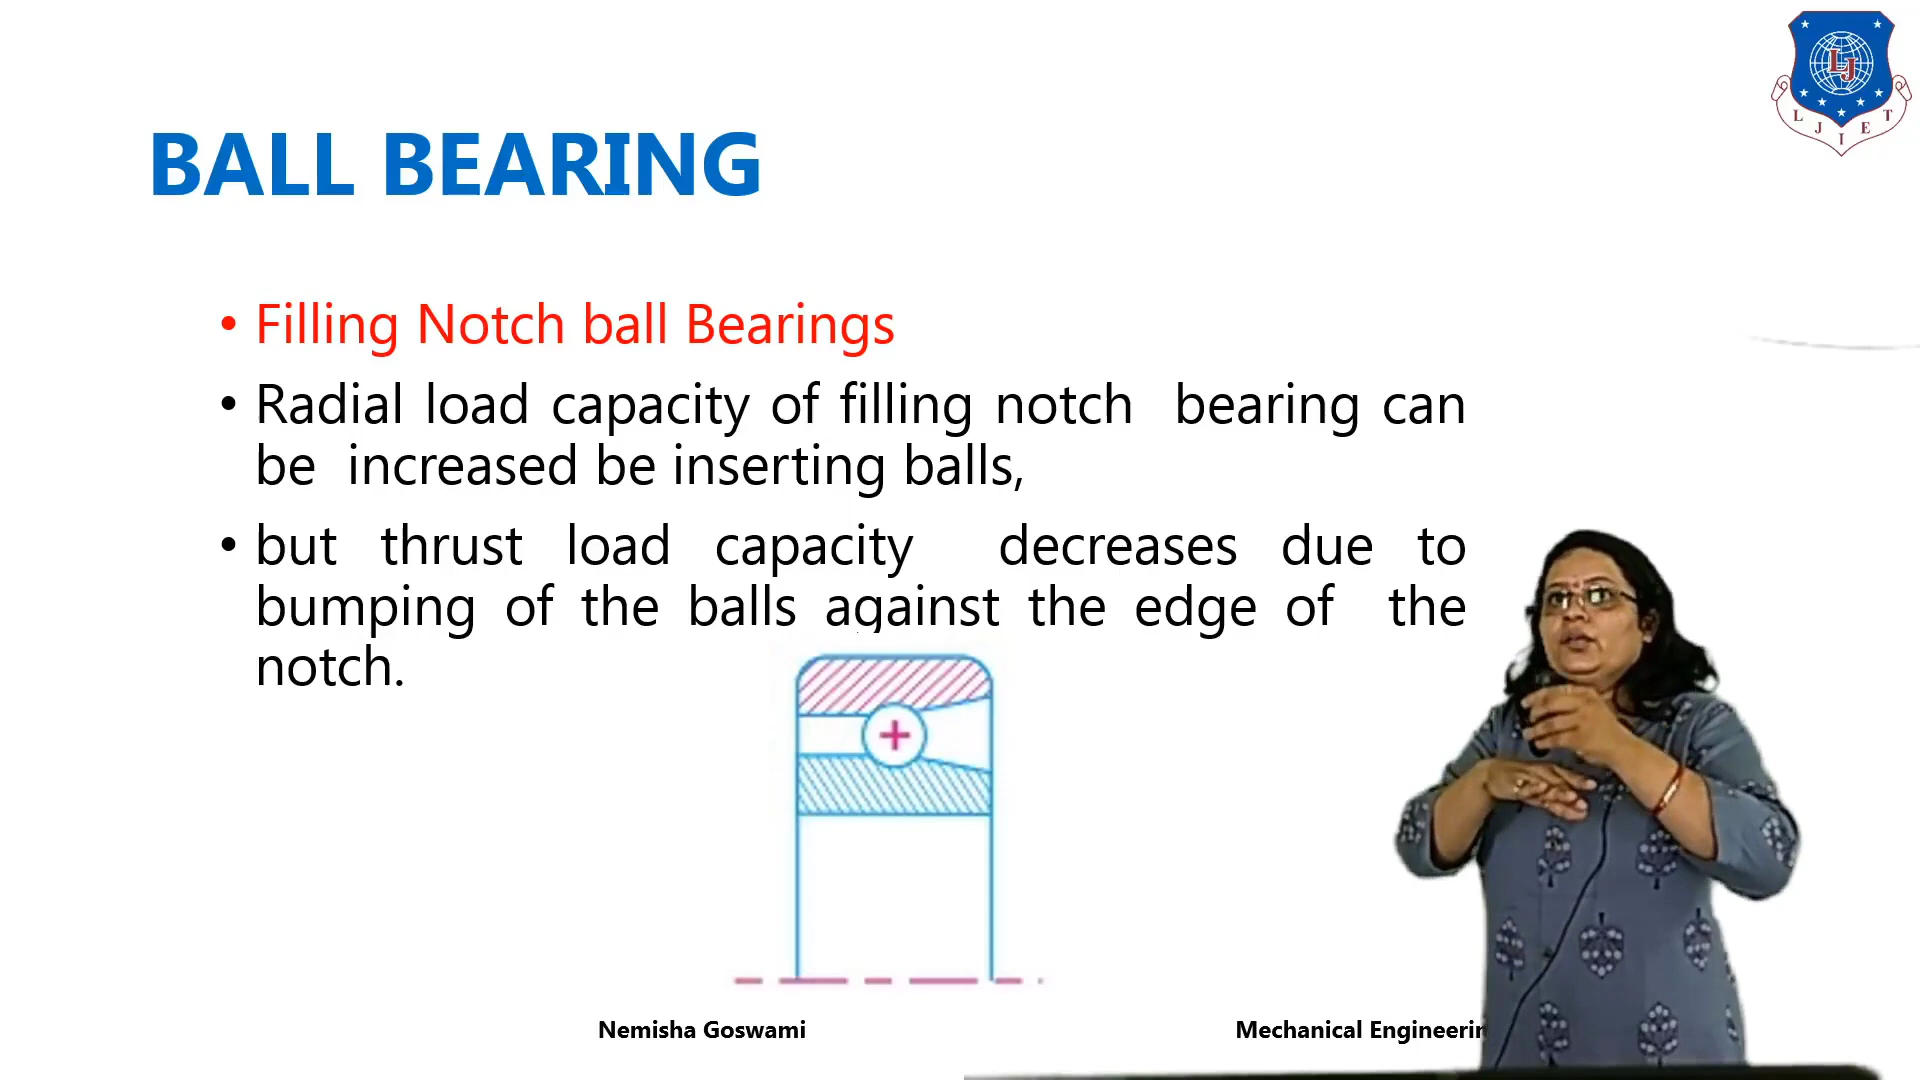 L J I E T
LJ
BALL BEARING
• Filling Notch ball Bearings
• Radial load capacity of filling notch bearing can
be increased be inserting balls,
• but thrust load capacity decreases due to
bumping of the balls against the edge of the
notch.
Nemisha Goswami
Mechanical Engineerin